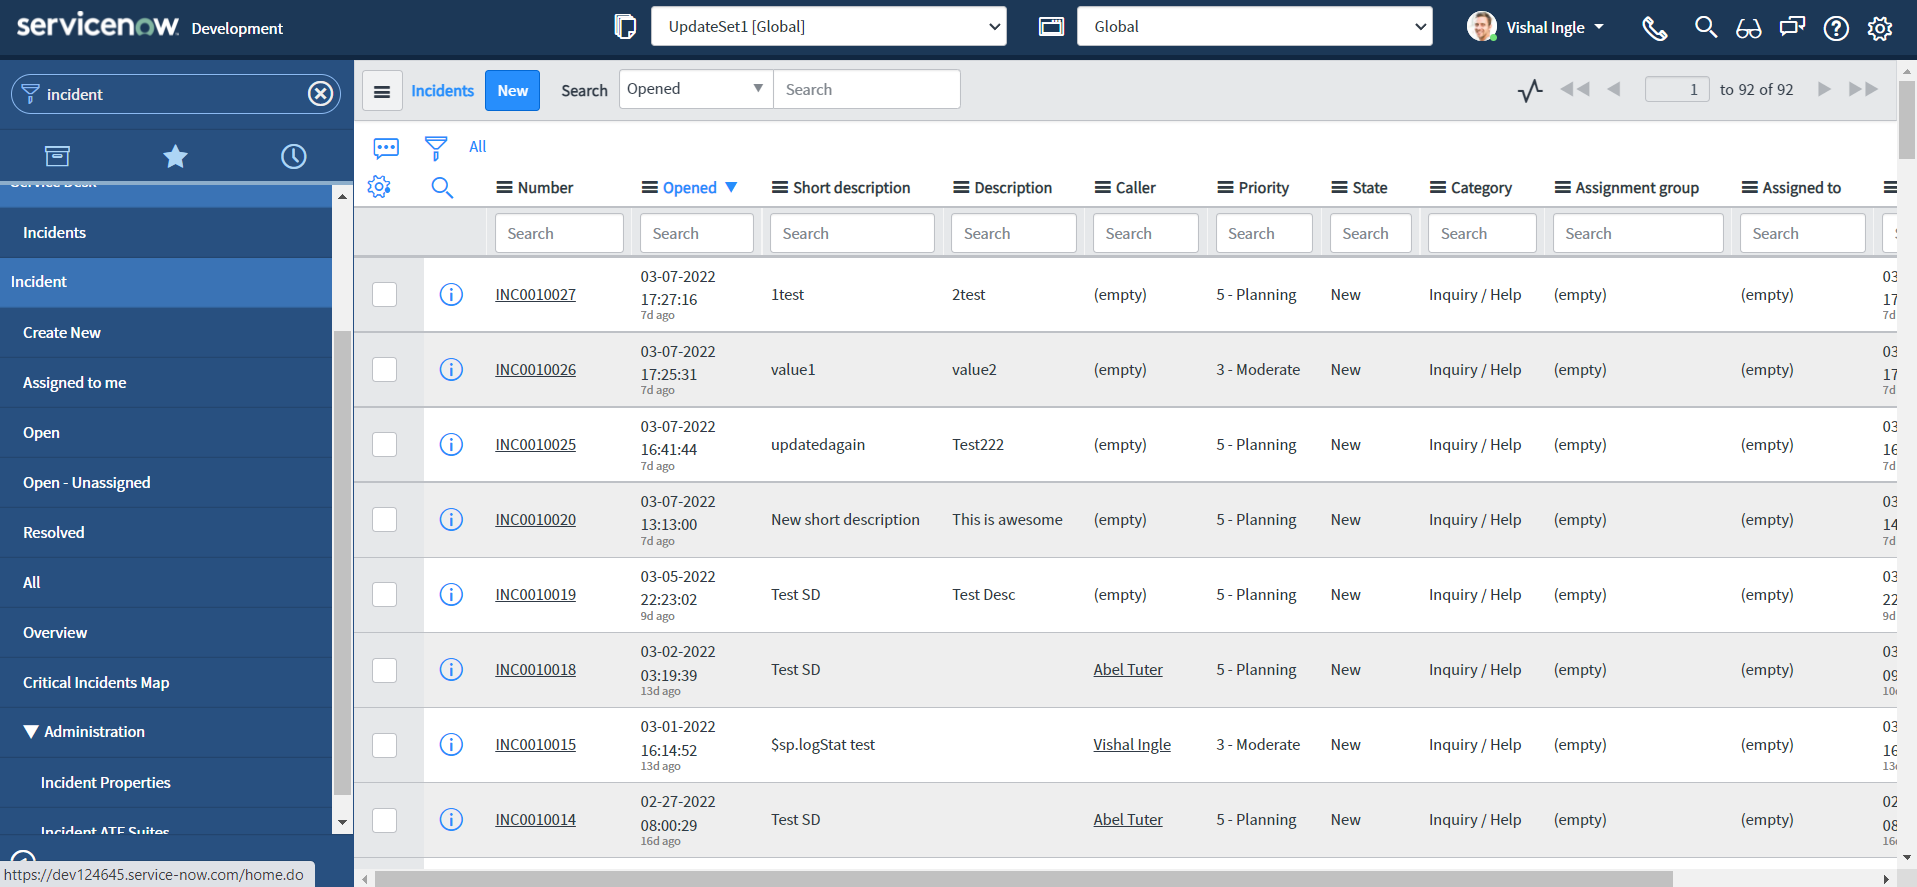 servicenow. Development
UpdateSet1 [Global]
Global
Vishal Ingle
incident
Incidents
New
Search
Opened
Search
1
to 92 of 92
All
Service Desk
Incidents
Incident
Create New
Assigned to me
Open
Open - Unassigned
Resolved
All
Overview
Critical Incidents Map
Administration
Incident Properties
Incident ATF Suites
https://dev124645.service-now.com/home.do
Number Opened Short description Description Caller Priority State Category Assignment group Assigned to
Search Search Search Search Search Search Search Search Search Search
INC0010027 03-07-2022 17:27:16 7d ago 1test 2test (empty) 5 - Planning New Inquiry / Help (empty) (empty) 03 17 7d
INC0010026 03-07-2022 17:25:31 7d ago value1 value2 (empty) 3 - Moderate New Inquiry / Help (empty) (empty) 03 17 7d
INC0010025 03-07-2022 16:41:44 7d ago updatedagain Test222 (empty) 5 - Planning New Inquiry / Help (empty) (empty) 03 16 7d
INC0010020 03-07-2022 13:13:00 7d ago New short description This is awesome (empty) 5 - Planning New Inquiry / Help (empty) (empty) 03 14 7d
INC0010019 03-05-2022 22:23:02 9d ago Test SD Test Desc (empty) 5 - Planning New Inquiry / Help (empty) (empty) 03 22 9d
INC0010018 03-02-2022 03:19:39 13d ago Test SD Abel Tuter 5 - Planning New Inquiry / Help (empty) (empty) 03 09 10d
INC0010015 03-01-2022 16:14:52 13d ago $sp.logStat test Vishal Ingle 3 - Moderate New Inquiry / Help (empty) (empty) 03 16 13d
INC0010014 02-27-2022 08:00:29 16d ago Test SD Abel Tuter 5 - Planning New Inquiry / Help (empty) (empty) 02 08 16d